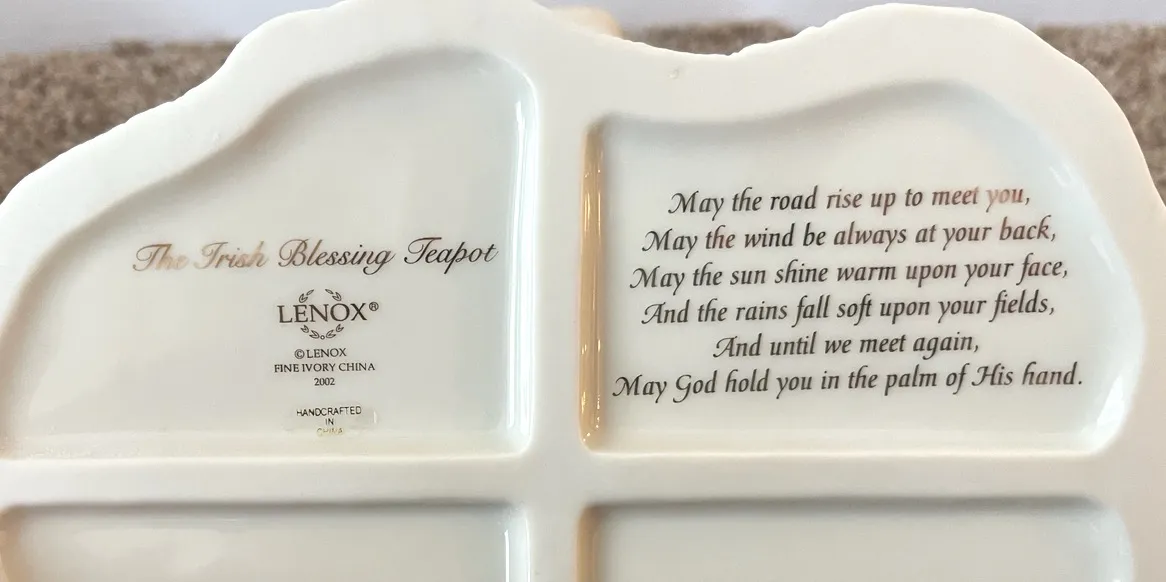 The Irish Blessing Teapot
LENOX®
© LENOX
FINE IVORY CHINA
2002
HANDCRAFTED
IN
CHINA
May the road rise up to meet you,
May the wind be always at your back,
May the sun shine warm upon your face,
And the rains fall soft upon your fields,
And until we meet again,
May God hold you in the palm of His hand.